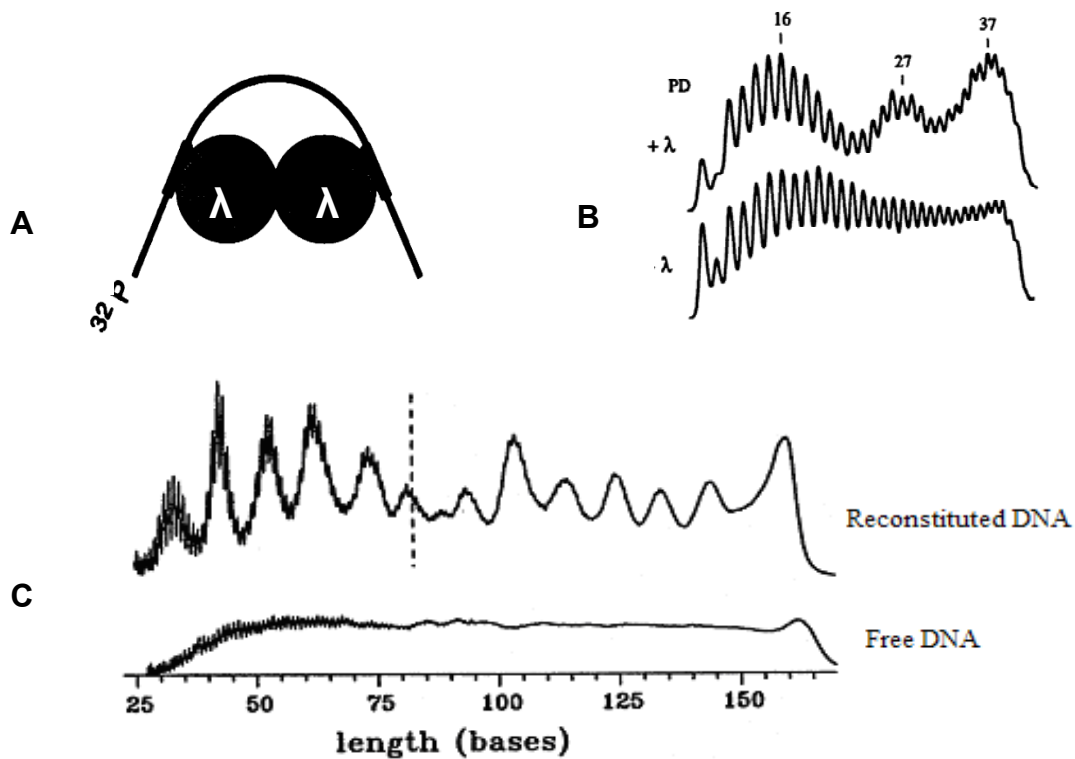 16
37
27
PD
+ λ
λ
A
λ λ
B
32 P
Reconstituted DNA
C
Free DNA
25 50 75 100 125 150
length (bases)